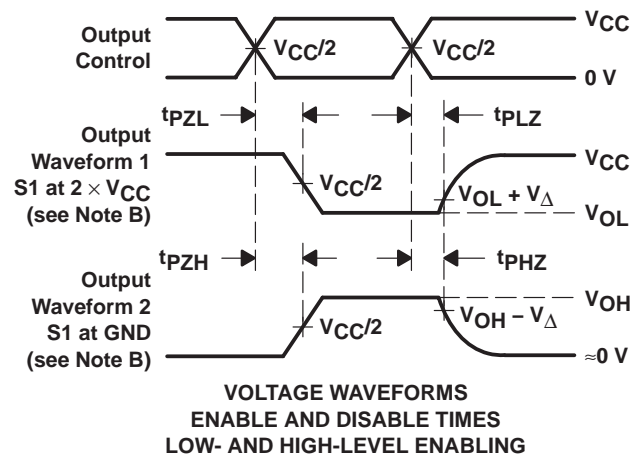 Output
Control
VCC/2
VCC/2
VCC
0 V
tPZL
tPLZ
Output
Waveform 1
S1 at 2 × VCC
(see Note B)
VCC/2
VCC
VOL + VΔ
VOL
tPZH
tPHZ
Output
Waveform 2
S1 at GND
(see Note B)
VCC/2
VOH
VOH − VΔ
≈0 V
VOLTAGE WAVEFORMS
ENABLE AND DISABLE TIMES
LOW- AND HIGH-LEVEL ENABLING